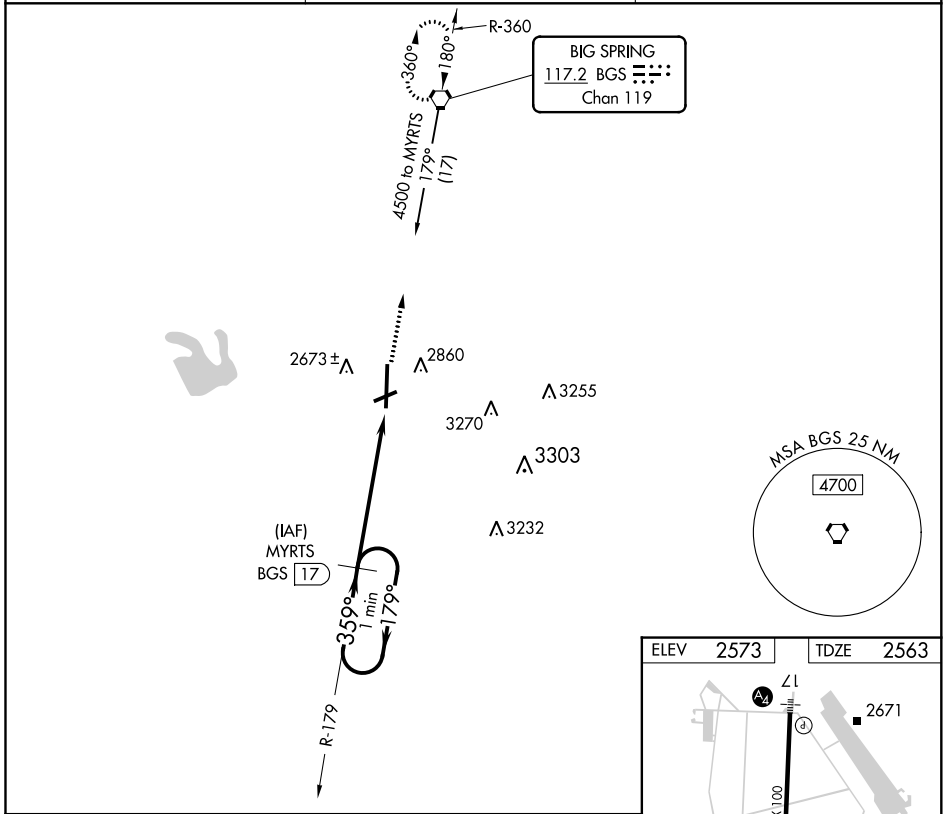 R-360
360°
180°
BIG SPRING
117.2 BGS
Chan 119
4500 to MYRTS
179°
(17)
2673 ±
2860
3255
3270
3303
3232
(IAF)
MYRTS
BGS 17
359°
1 min
179°
R-179
MSA BGS 25 NM
4700
ELEV 2573
TDZE 2563
17
A4
P
2671
X 100